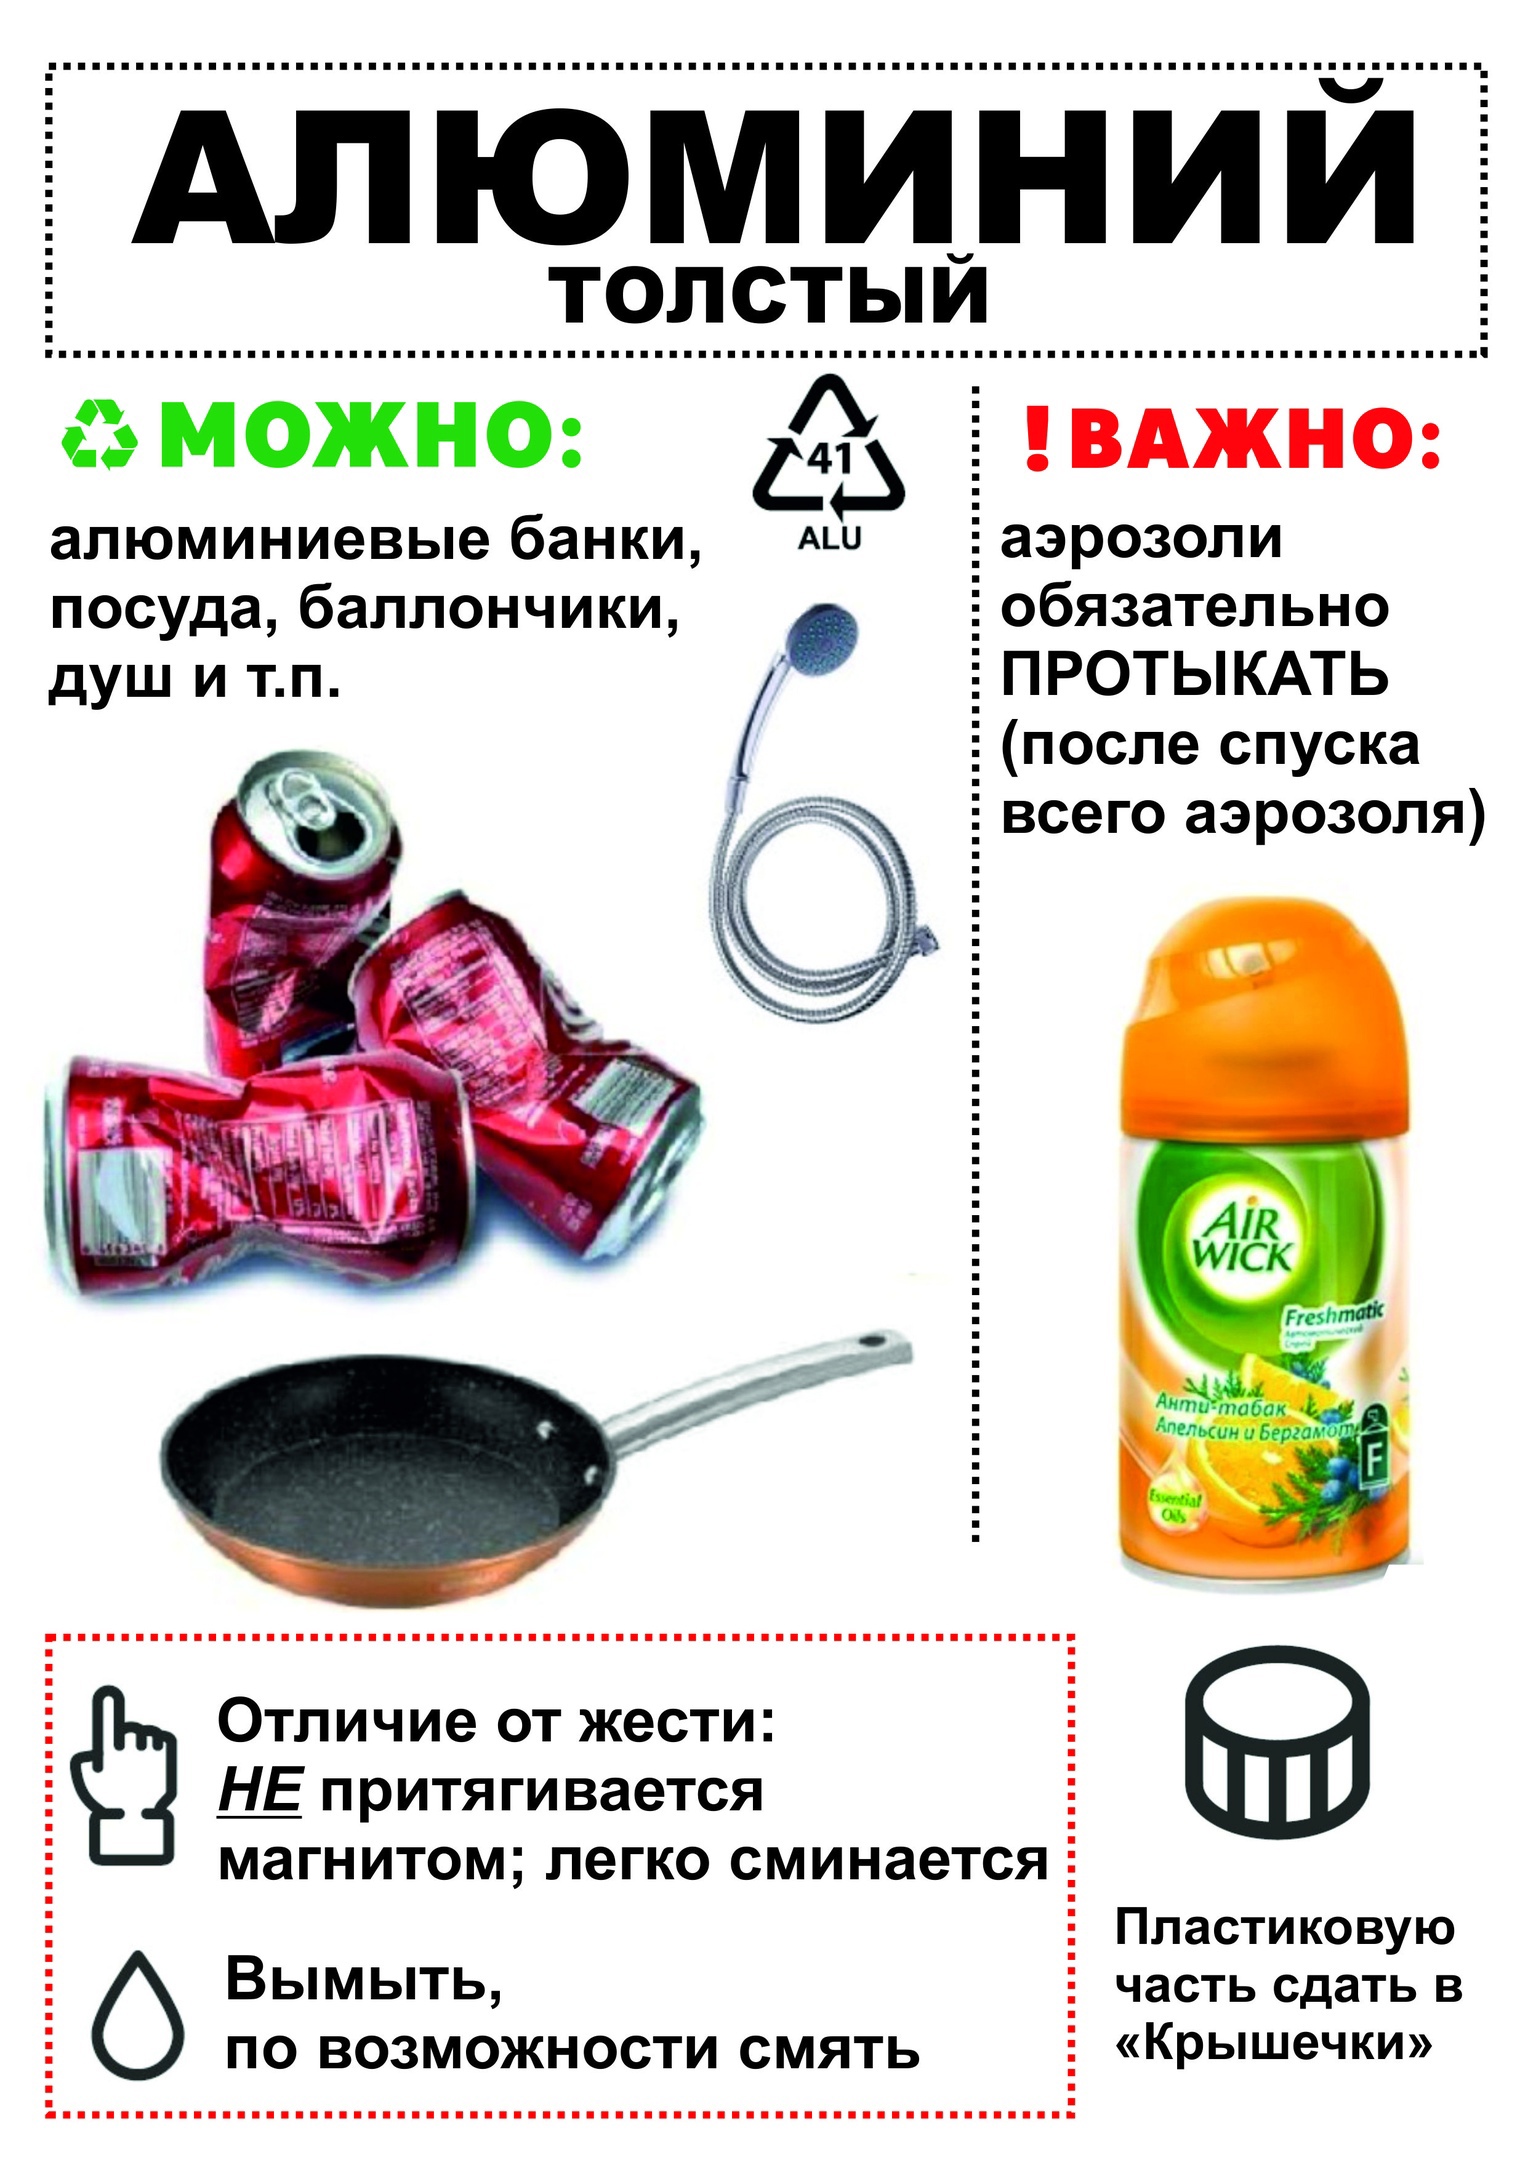 АЛЮМИНИЙ
ТОЛСТЫЙ
МОЖНО:
алюминиевые банки,
посуда, баллончики,
душ и т.п.
41
ALU
! ВАЖНО:
аэрозоли
обязательно
ПРОТЫКАТЬ
(после спуска
всего аэрозоля)
AiR
WICK
Freshmatic
Автоматический
Спрей
Анти-табак
Апельсин и Бергамот
F
Essential
Oils
Отличие от жести:
НЕ притягивается
магнитом; легко сминается
Вымыть,
по возможности смять
Пластиковую
часть сдать в
«Крышечки»